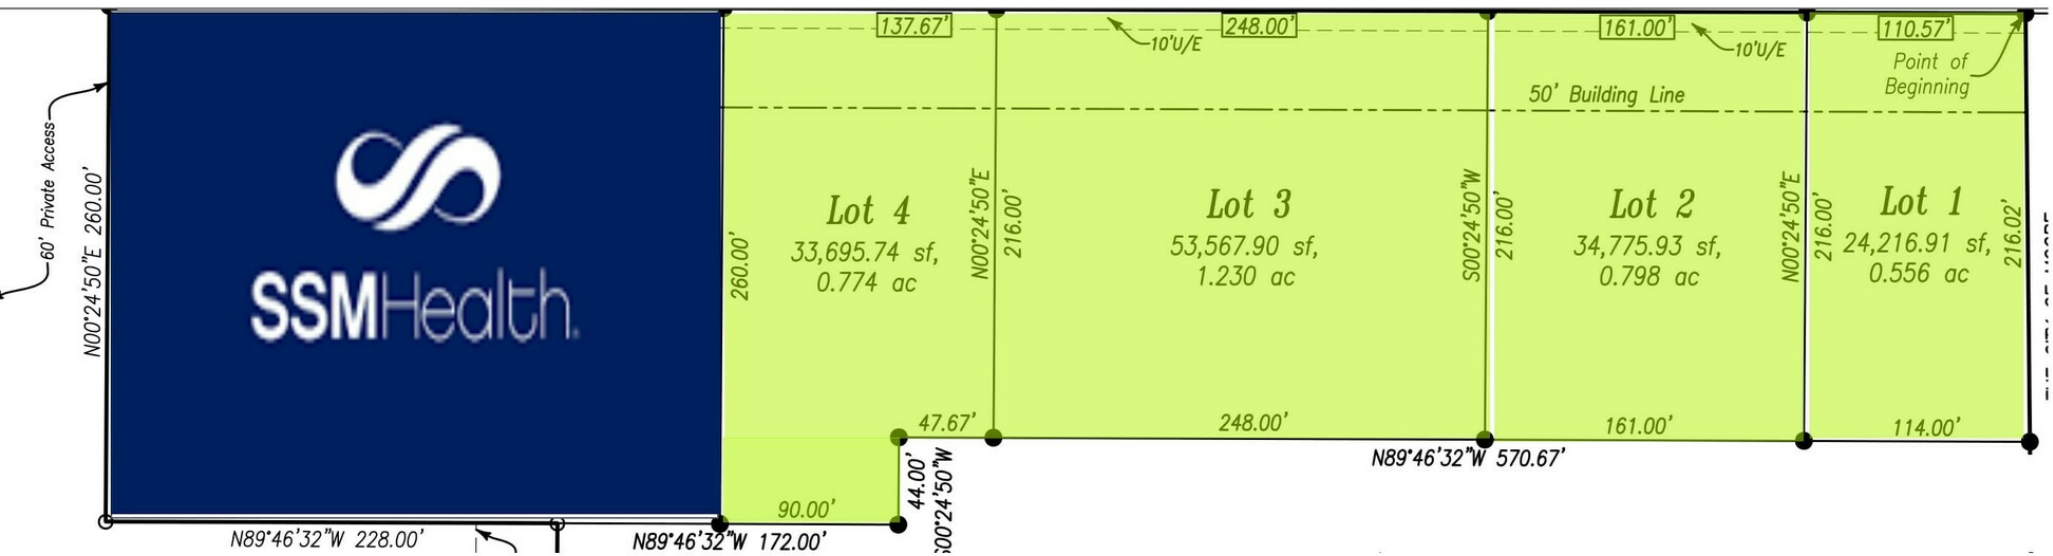 137.67'
248.00'
161.00'
110.57'
10'U/E
10'U/E
Point of
Beginning
50' Building Line
60' Private Access
N00°24'50"E 260.00'
SSMHealth.
260.00'
Lot 4
33,695.74 sf,
0.774 ac
N00°24'50"E
216.00'
Lot 3
53,567.90 sf,
1.230 ac
S00°24'50"W
216.00'
Lot 2
34,775.93 sf,
0.798 ac
N00°24'50"E
216.00'
Lot 1
24,216.91 sf,
0.556 ac
216.02'
47.67'
248.00'
161.00'
114.00'
N89°46'32"W 570.67'
44.00'
S00°24'50"W
90.00'
N89°46'32"W 228.00'
N89°46'32"W 172.00'